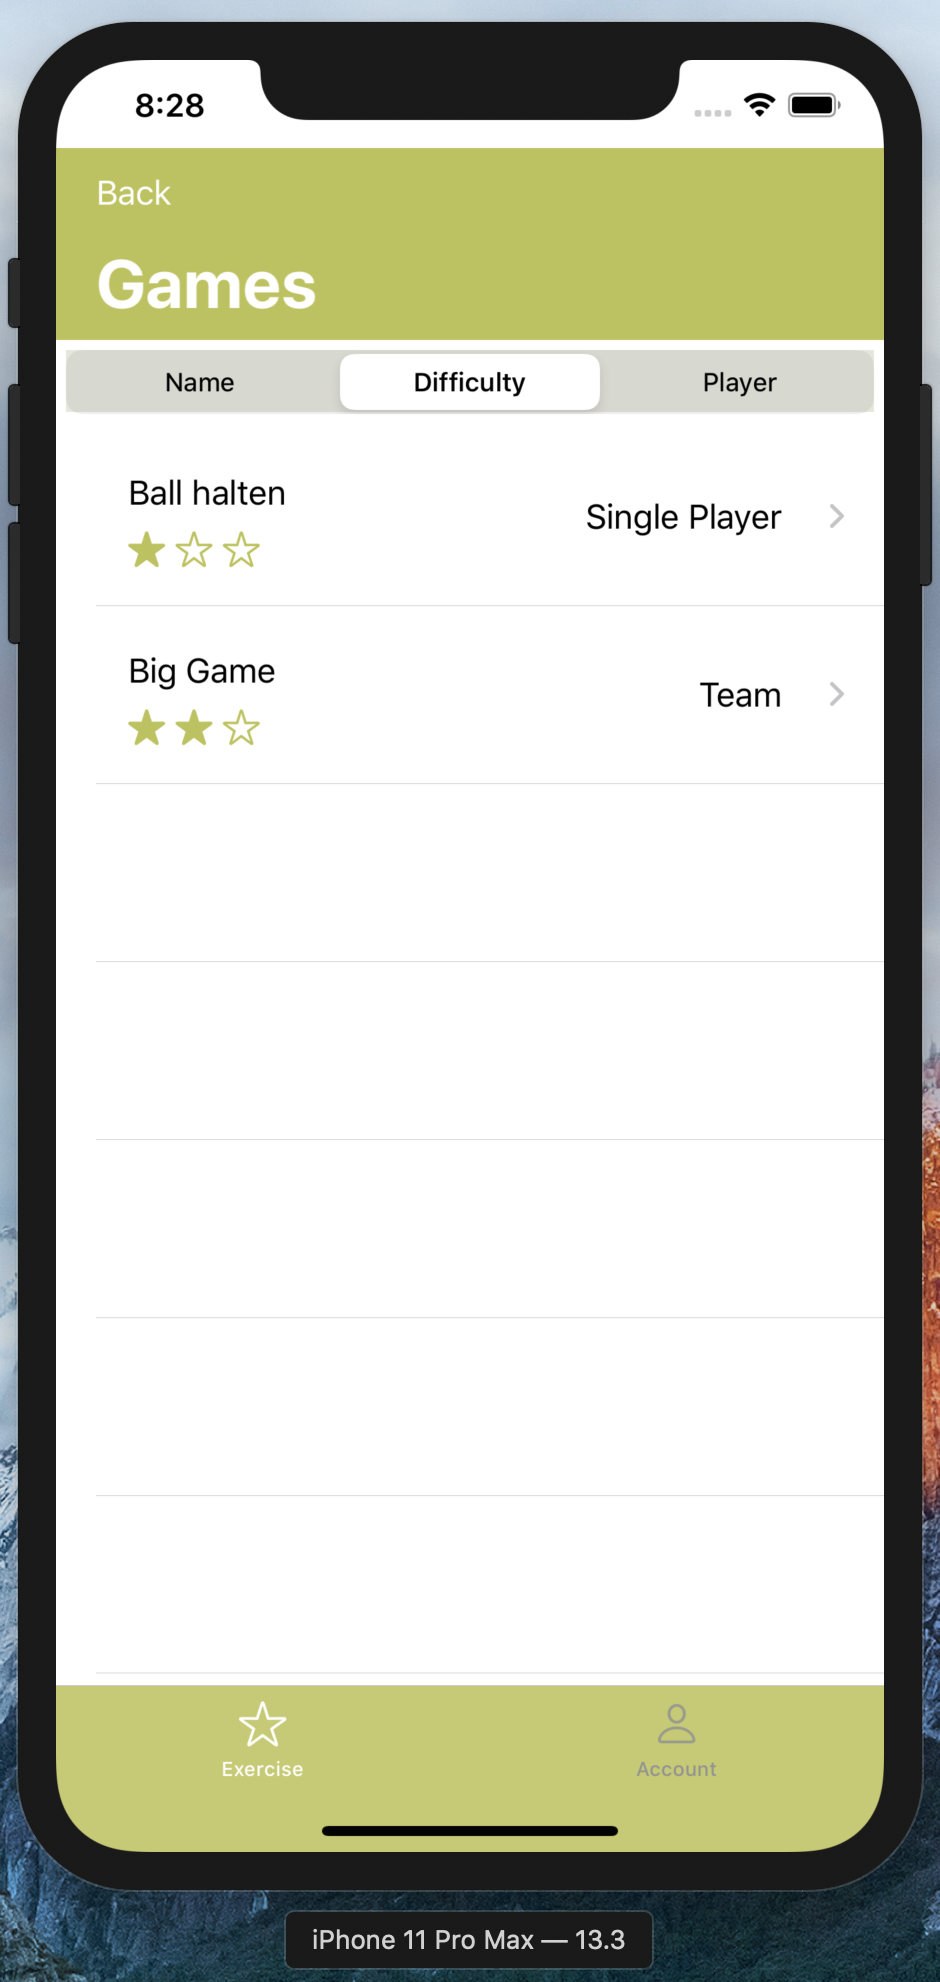 8:28
Back
Games
Name Difficulty Player
Ball halten
Single Player
Big Game
Team
Exercise Account
iPhone 11 Pro Max — 13.3